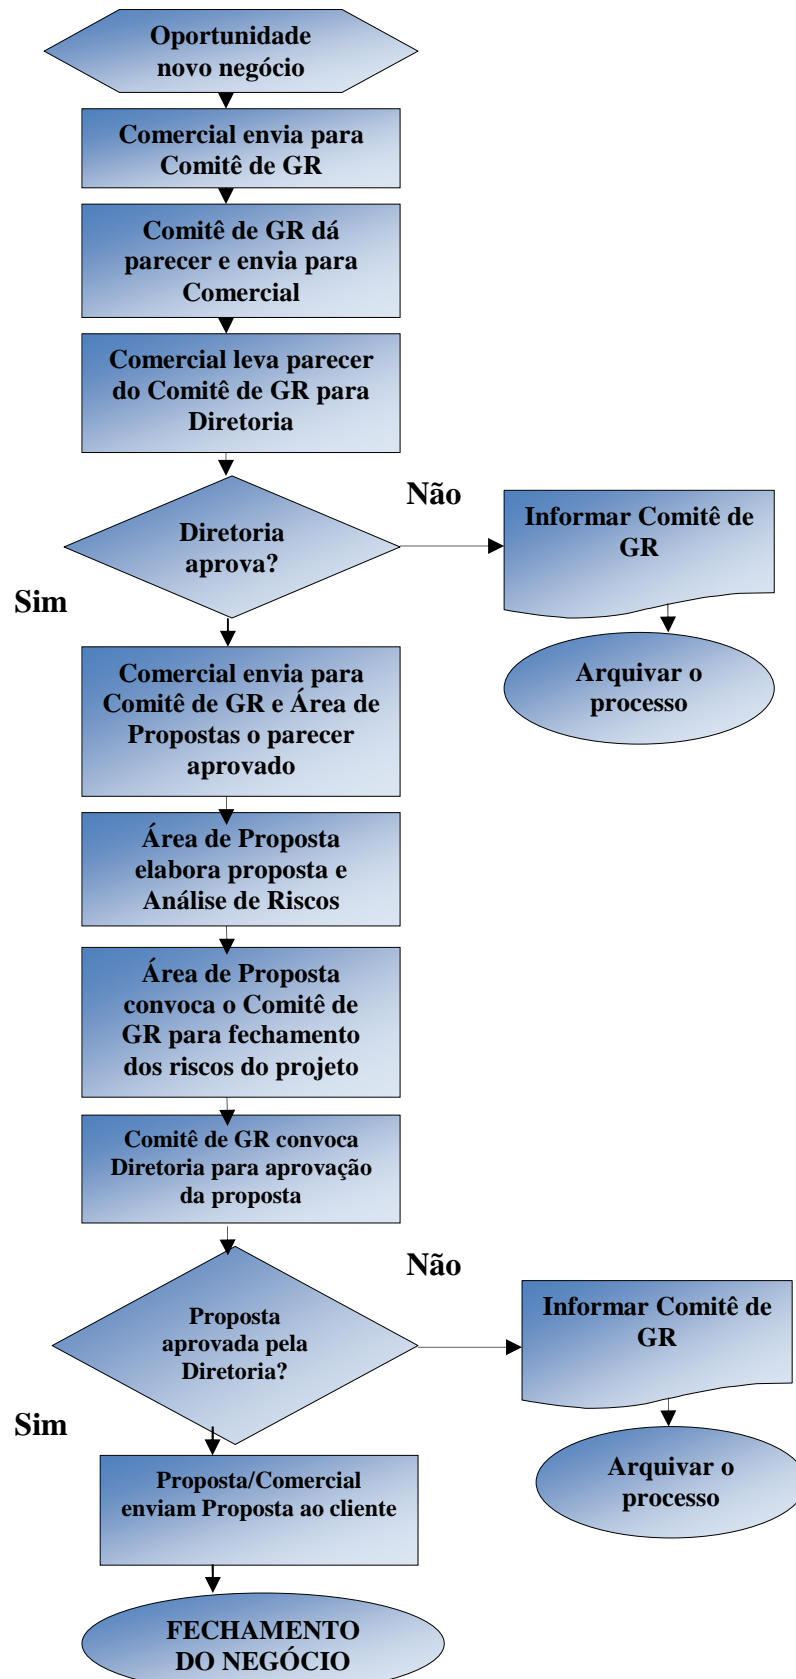 Oportunidade
novo negócio
Comercial envia para
Comitê de GR
Comitê de GR dá
parecer e envia para
Comercial
Comercial leva parecer
do Comitê de GR para
Diretoria
Diretoria
aprova?
Não
Informar Comitê de
GR
Arquivar o
processo
Sim
Comercial envia para
Comitê de GR e Área de
Propostas o parecer
aprovado
Área de Proposta
elabora proposta e
Análise de Riscos
Área de Proposta
convoca o Comitê de
GR para fechamento
dos riscos do projeto
Comitê de GR convoca
Diretoria para aprovação
da proposta
Proposta
aprovada pela
Diretoria?
Não
Informar Comitê de
GR
Arquivar o
processo
Sim
Proposta/Comercial
enviam Proposta ao cliente
FECHAMENTO
DO NEGÓCIO